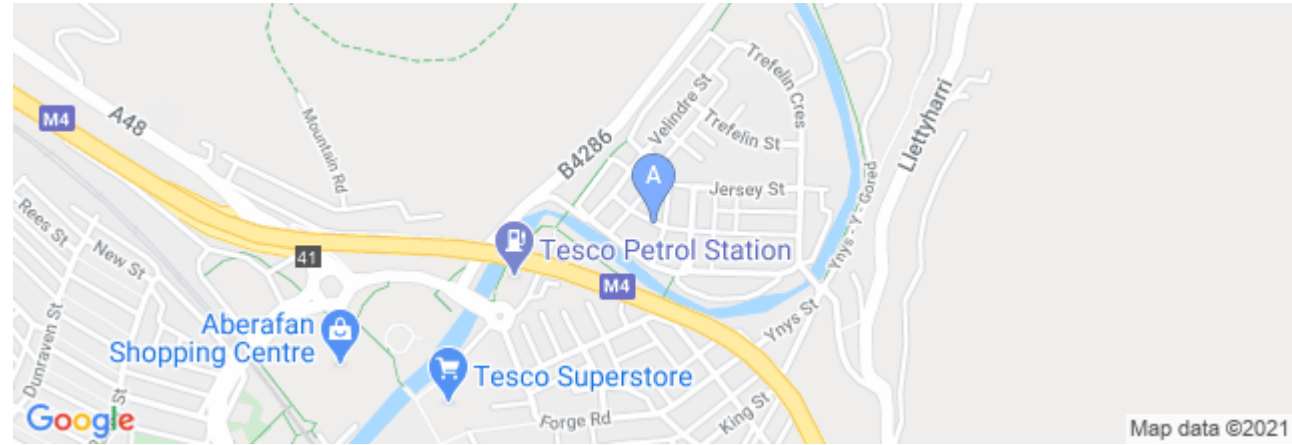 Trefelin Cres
Velindre St
Trefelin St
Llettyharri
M4
A48
Mountain Rd
B4286
A
Jersey St
Ynys - Y - Gored
Rees St
New St
41
Tesco Petrol Station
M4
Ynys St
Dunraven St
Aberafan
Shopping Centre
Tesco Superstore
St
King St
Forge Rd
Google
Map data ©2021